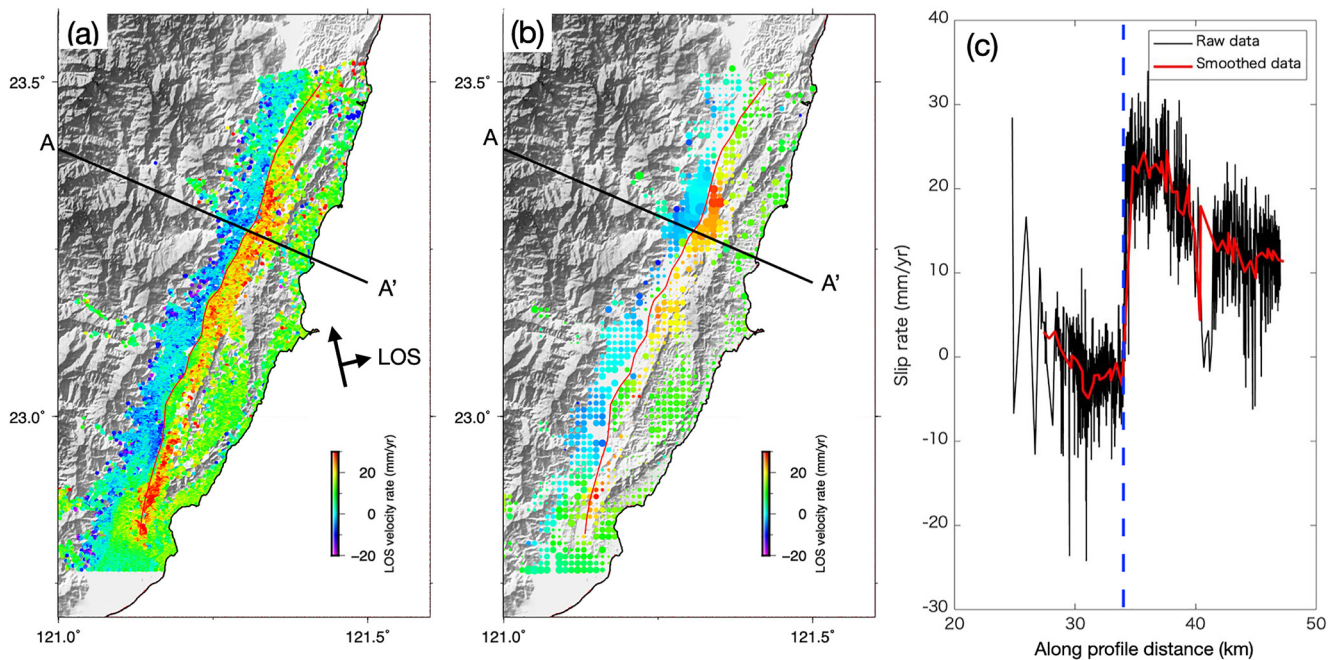 (a)
23.5°
23.0°
121.0°
121.5°
A
A’
LOS
20
0
−20
LOS velocity rate (mm/yr)
(b)
23.5°
23.0°
121.0°
121.5°
A
A’
20
0
−20
LOS velocity rate (mm/yr)
(c)
Raw data
Smoothed data
Slip rate (mm/yr)
40
30
20
10
0
-10
-20
-30
20
30
40
50
Along profile distance (km)